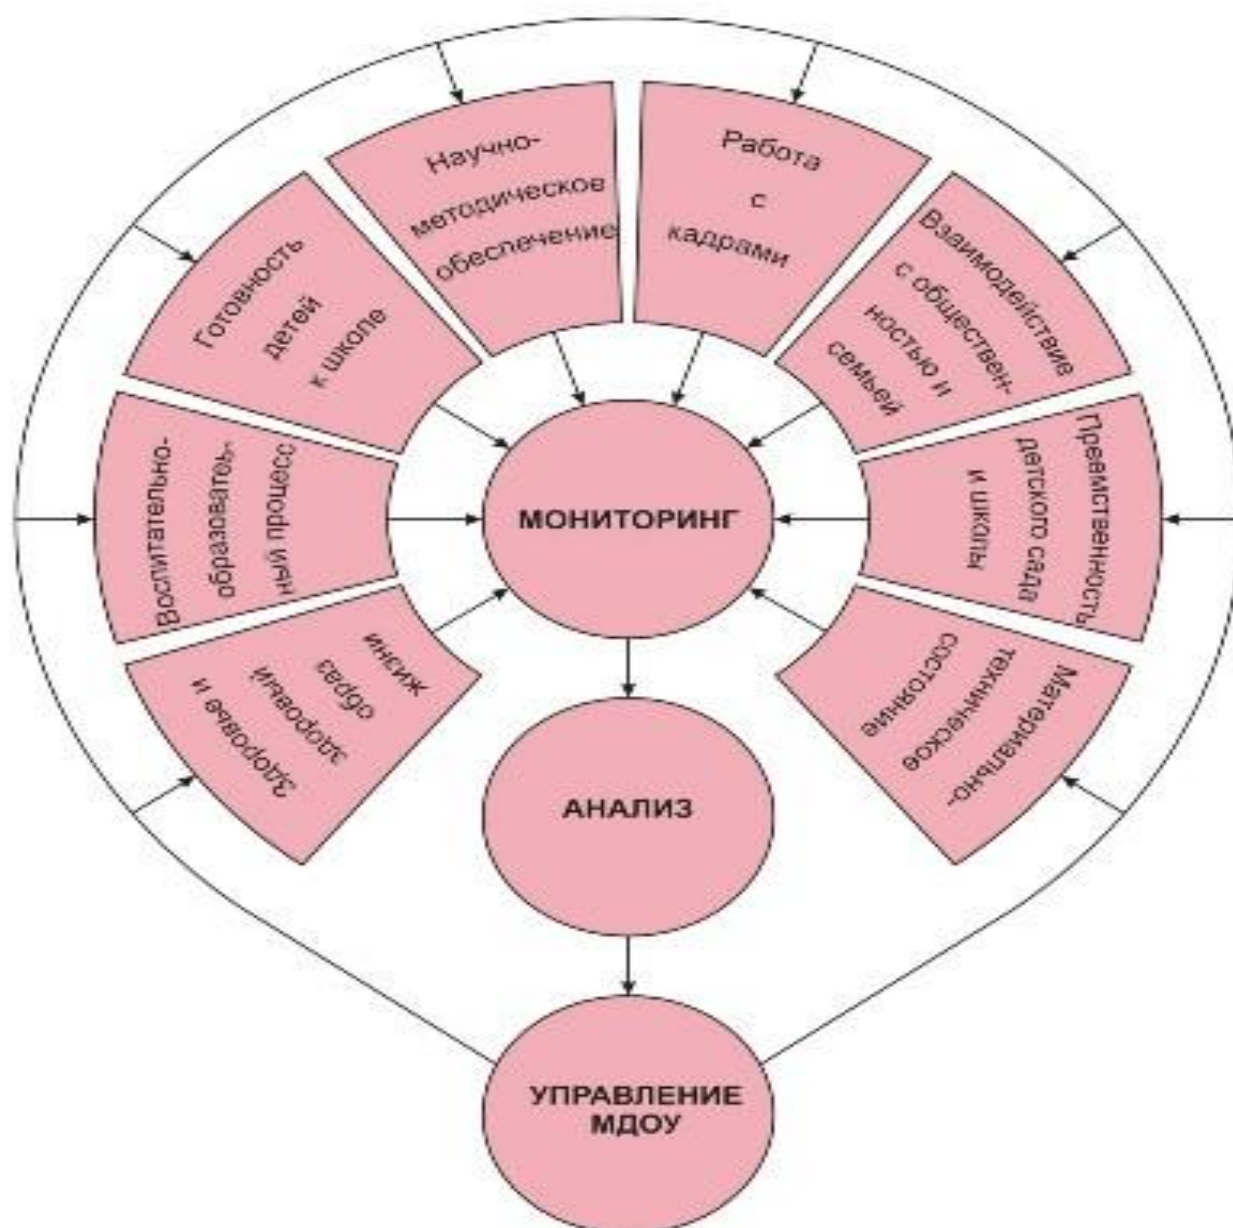 Здоровье и
здоровый
образ
жизни
Воспитательно-
образователь-
ный процесс
Готовность
детей
к школе
Научно-
методическое
обеспечение
Работа
с
кадрами
Взаимодействие
с обществен-
ностью и
семьей
Преемственность
детского сада
и школы
Материально-
техническое
состояние
МОНИТОРИНГ
АНАЛИЗ
УПРАВЛЕНИЕ
МДОУ